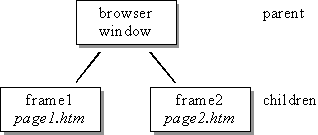 browser
window
parent
frame1
page1.htm
frame2
page2.htm
children